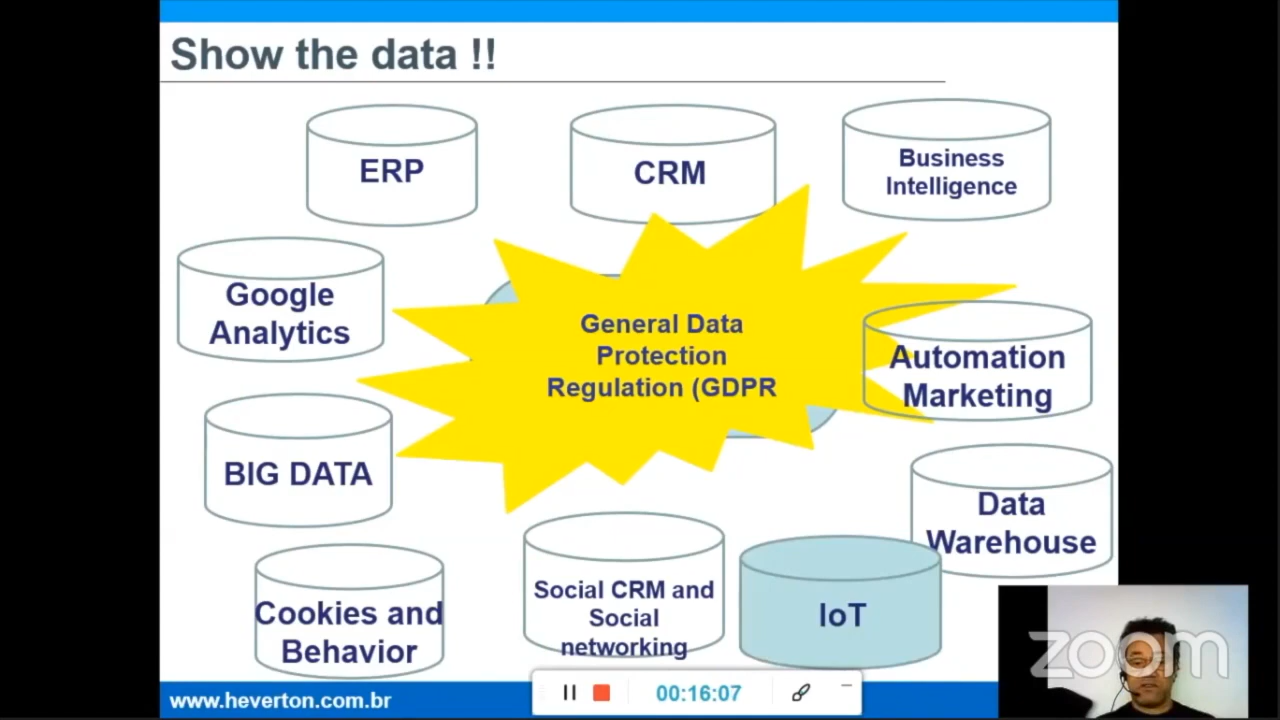 Show the data !!
ERP
CRM
Business
Intelligence
Google
Analytics
General Data
Protection
Regulation (GDPR
Automation
Marketing
BIG DATA
Data
Warehouse
Cookies and
Behavior
Social CRM and
Social
networking
IoT
zoom
www.heverton.com.br
00:16:07